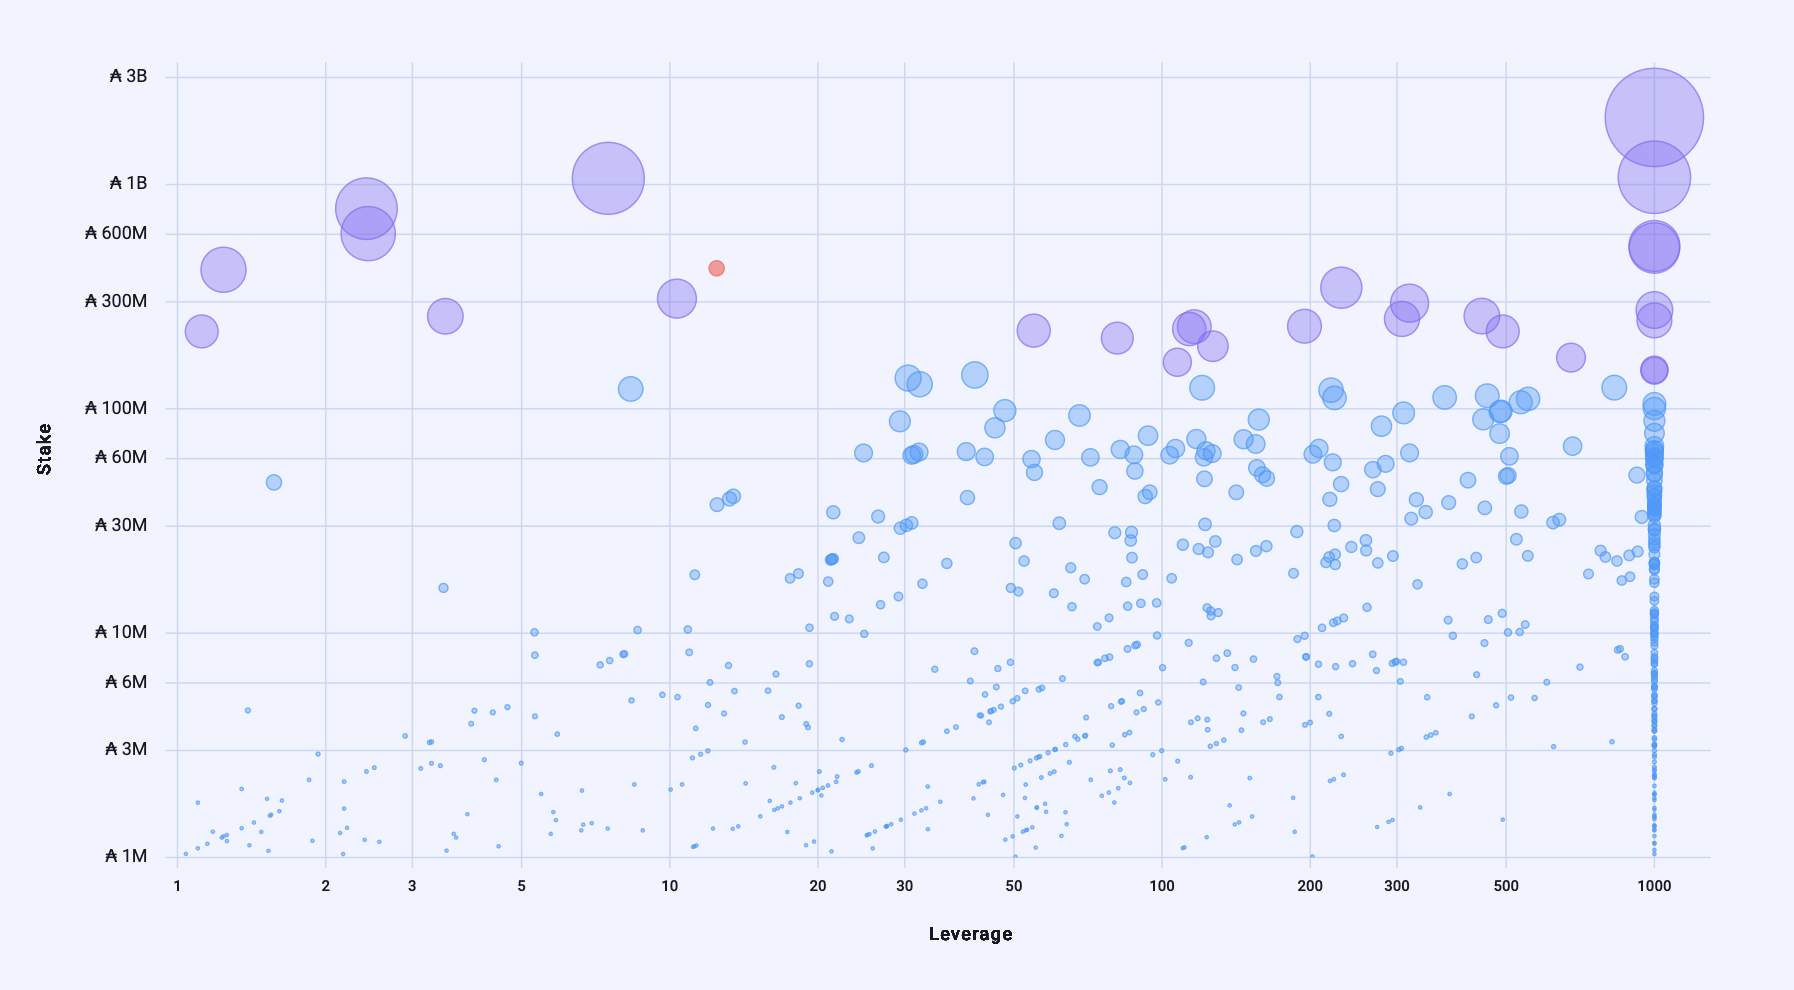 ₳ 3B
₳ 1B
₳ 600M
₳ 300M
₳ 100M
₳ 60M
₳ 30M
₳ 10M
₳ 6M
₳ 3M
₳ 1M
Stake
1 2 3 5 10 20 30 50 100 200 300 500 1000
Leverage